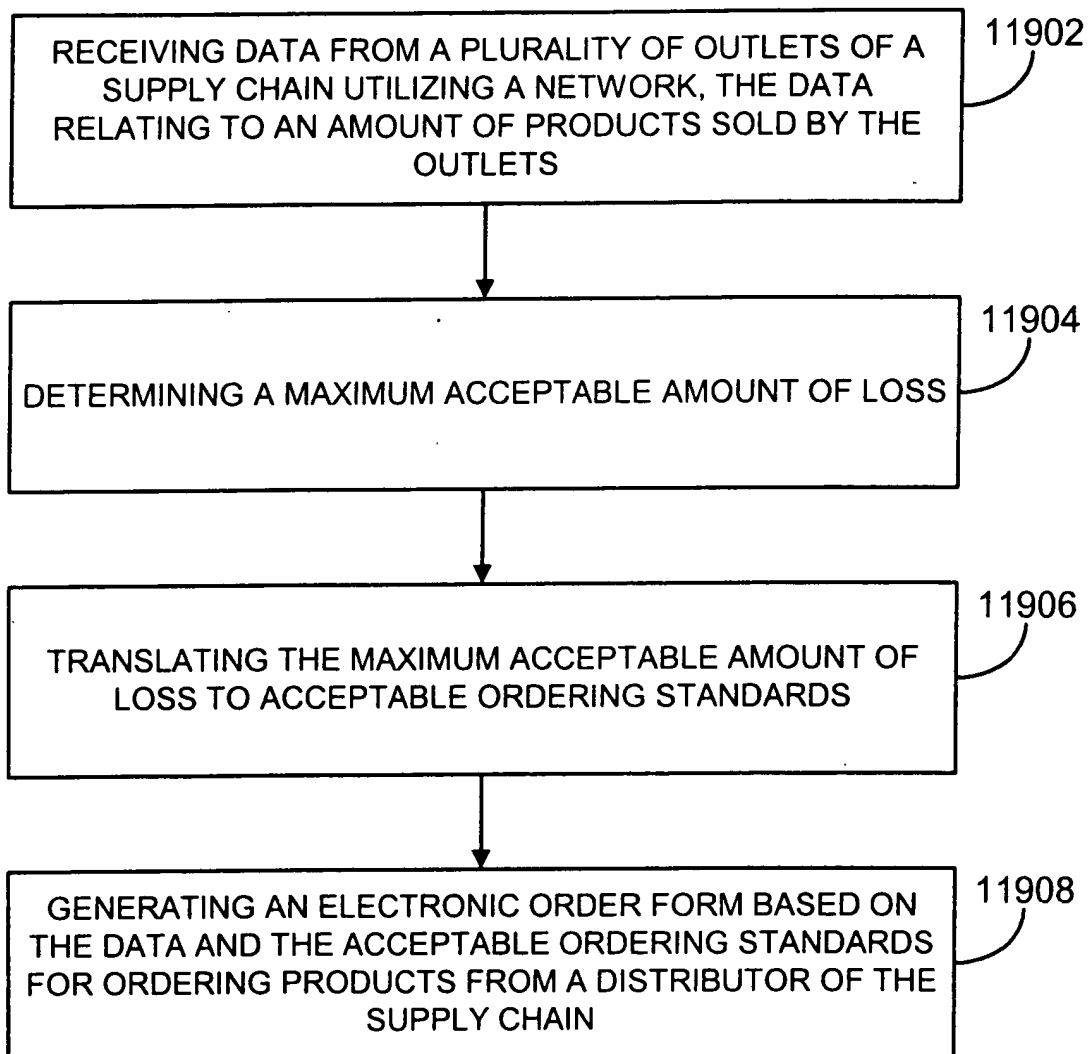 RECEIVING DATA FROM A PLURALITY OF OUTLETS OF A
SUPPLY CHAIN UTILIZING A NETWORK, THE DATA
RELATING TO AN AMOUNT OF PRODUCTS SOLD BY THE
OUTLETS
11902
DETERMINING A MAXIMUM ACCEPTABLE AMOUNT OF LOSS
11904
TRANSLATING THE MAXIMUM ACCEPTABLE AMOUNT OF
LOSS TO ACCEPTABLE ORDERING STANDARDS
11906
GENERATING AN ELECTRONIC ORDER FORM BASED ON
THE DATA AND THE ACCEPTABLE ORDERING STANDARDS
FOR ORDERING PRODUCTS FROM A DISTRIBUTOR OF THE
SUPPLY CHAIN
11908